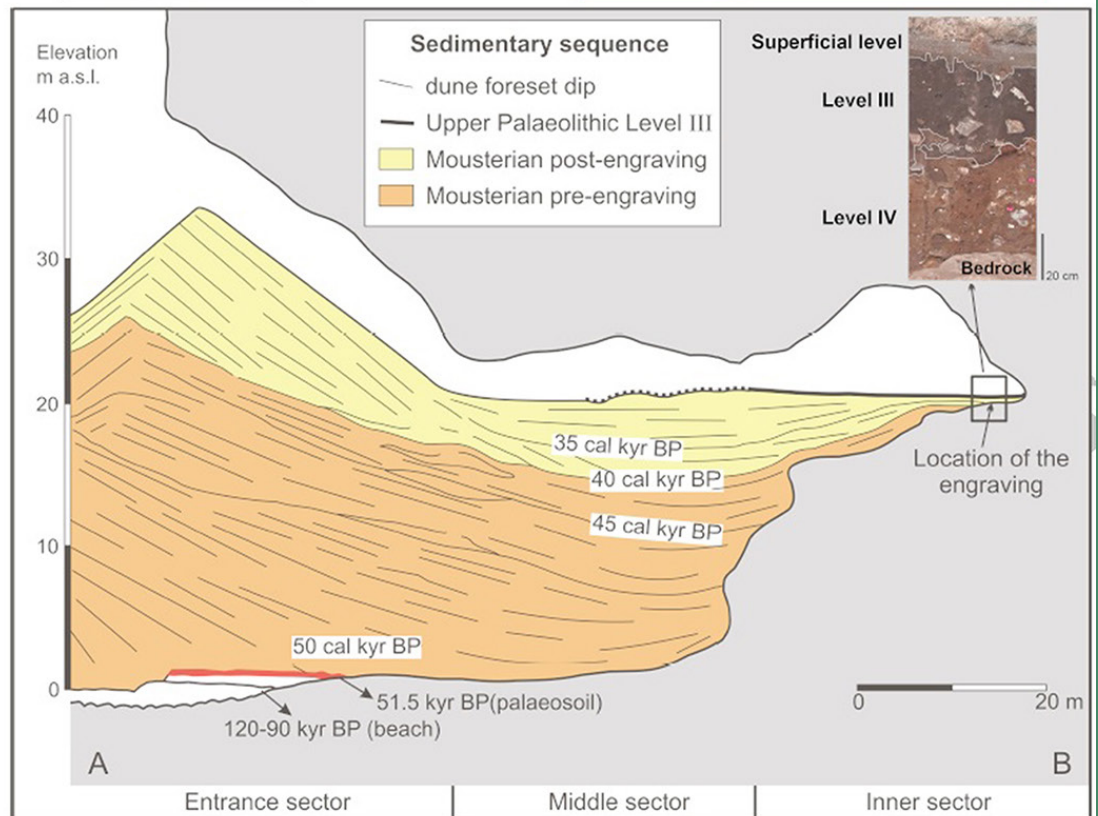 Elevation
m a.s.l.
40
30
20
10
0
Sedimentary sequence
dune foreset dip
Upper Palaeolithic Level III
Mousterian post-engraving
Mousterian pre-engraving
Superficial level
Level III
Level IV
Bedrock
20 cm
Location of the
engraving
35 cal kyr BP
40 cal kyr BP
45 cal kyr BP
50 cal kyr BP
51.5 kyr BP(palaeosoil)
120-90 kyr BP (beach)
0 20 m
A B
Entrance sector Middle sector Inner sector